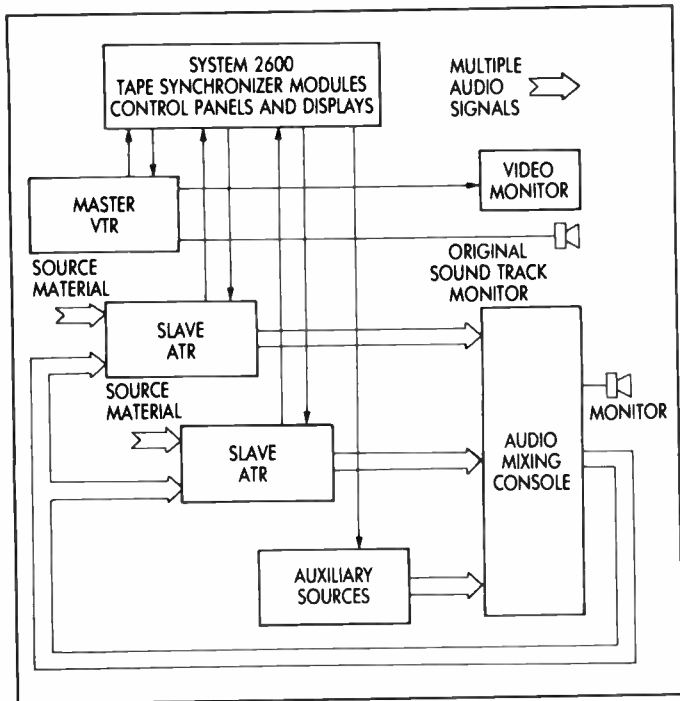 SYSTEM 2600
TAPE SYNCHRONIZER MODULES
CONTROL PANELS AND DISPLAYS
MULTIPLE
AUDIO
SIGNALS
MASTER
VTR
VIDEO
MONITOR
SOURCE
MATERIAL
ORIGINAL
SOUND TRACK
MONITOR
SLAVE
ATR
SOURCE
MATERIAL
SLAVE
ATR
MONITOR
AUDIO
MIXING
CONSOLE
AUXILIARY
SOURCES